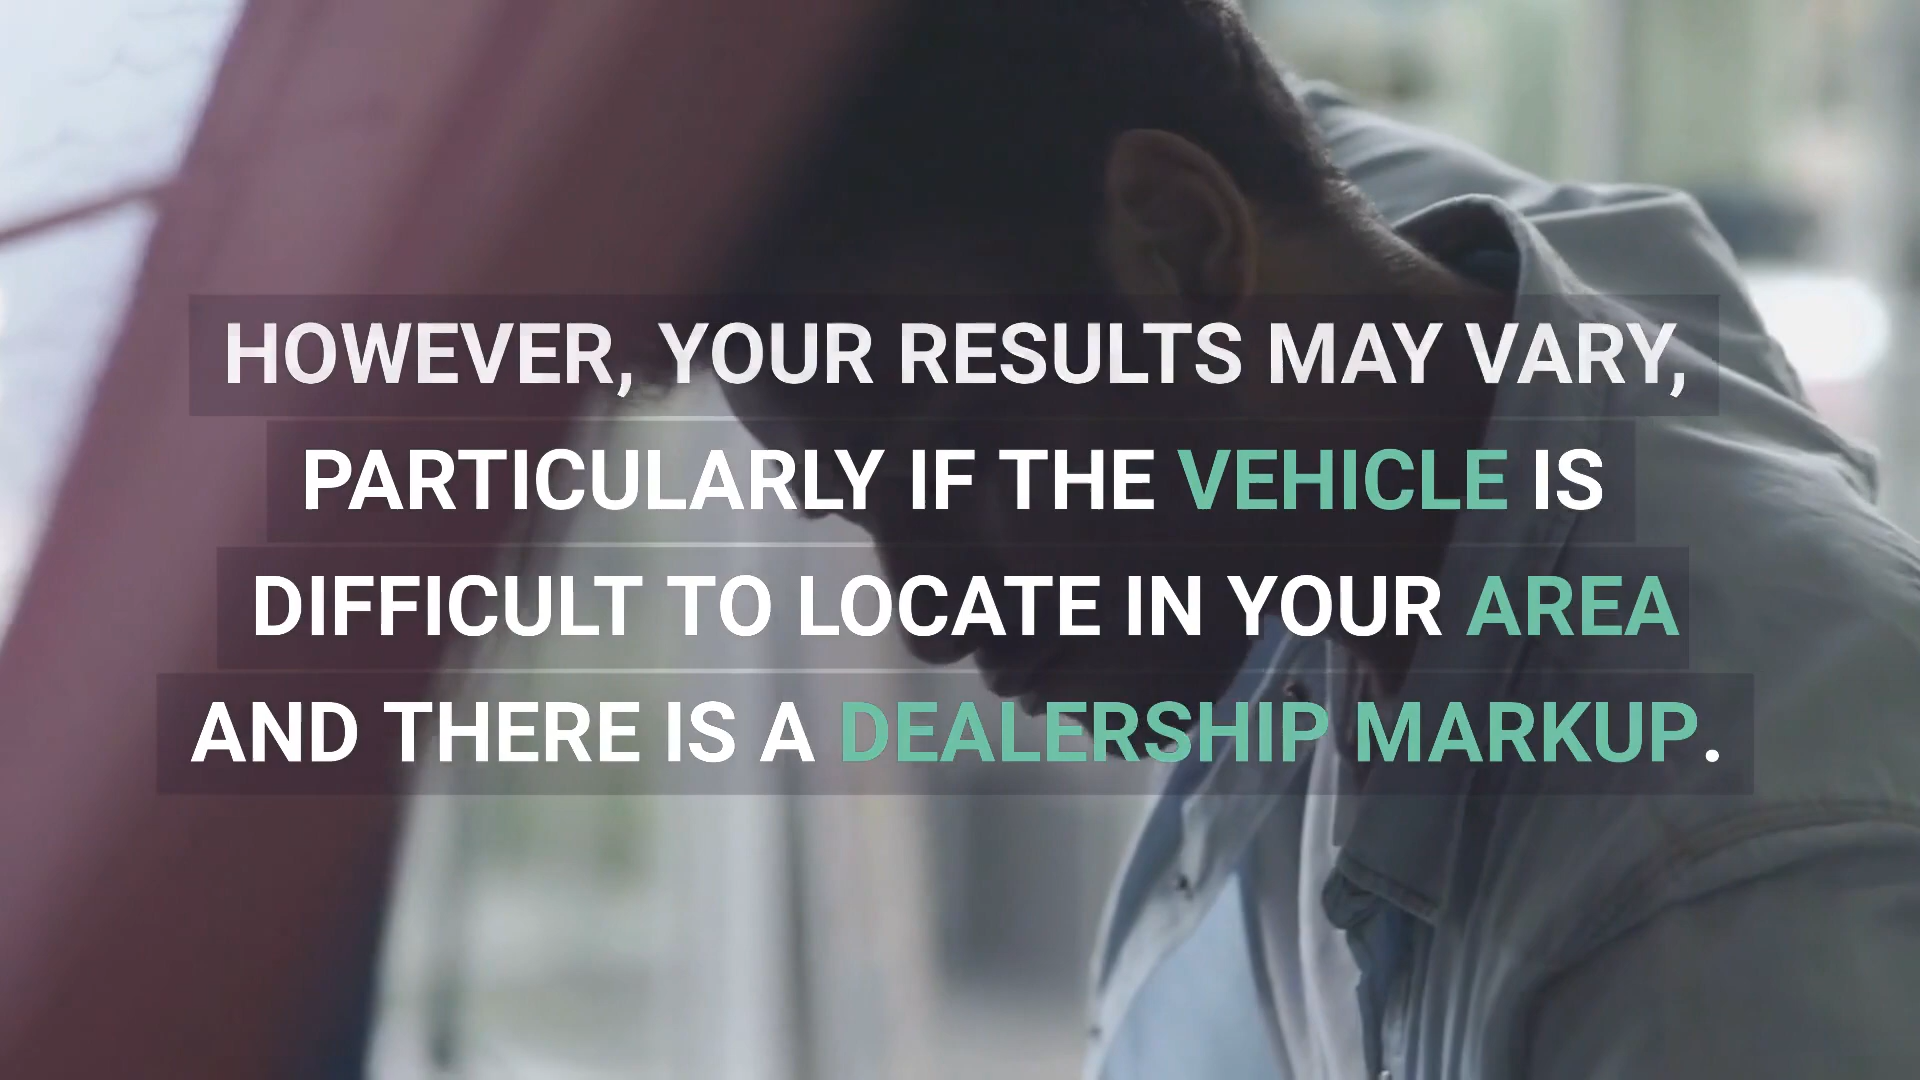 HOWEVER, YOUR RESULTS MAY VARY,
PARTICULARLY IF THE VEHICLE IS
DIFFICULT TO LOCATE IN YOUR AREA
AND THERE IS A DEALERSHIP MARKUP.